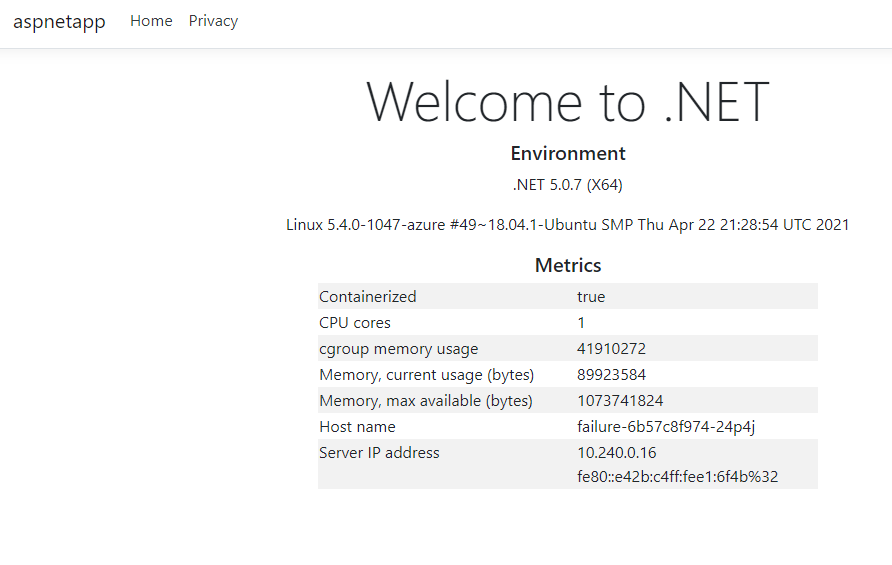 aspnetapp Home Privacy
Welcome to .NET
Environment
.NET 5.0.7 (X64)
Linux 5.4.0-1047-azure #49~18.04.1-Ubuntu SMP Thu Apr 22 21:28:54 UTC 2021
Metrics
Containerized true
CPU cores 1
cgroup memory usage 41910272
Memory, current usage (bytes) 89923584
Memory, max available (bytes) 1073741824
Host name failure-6b57c8f974-24p4j
Server IP address 10.240.0.16
fe80::e42b:c4ff:fee1:6f4b%32